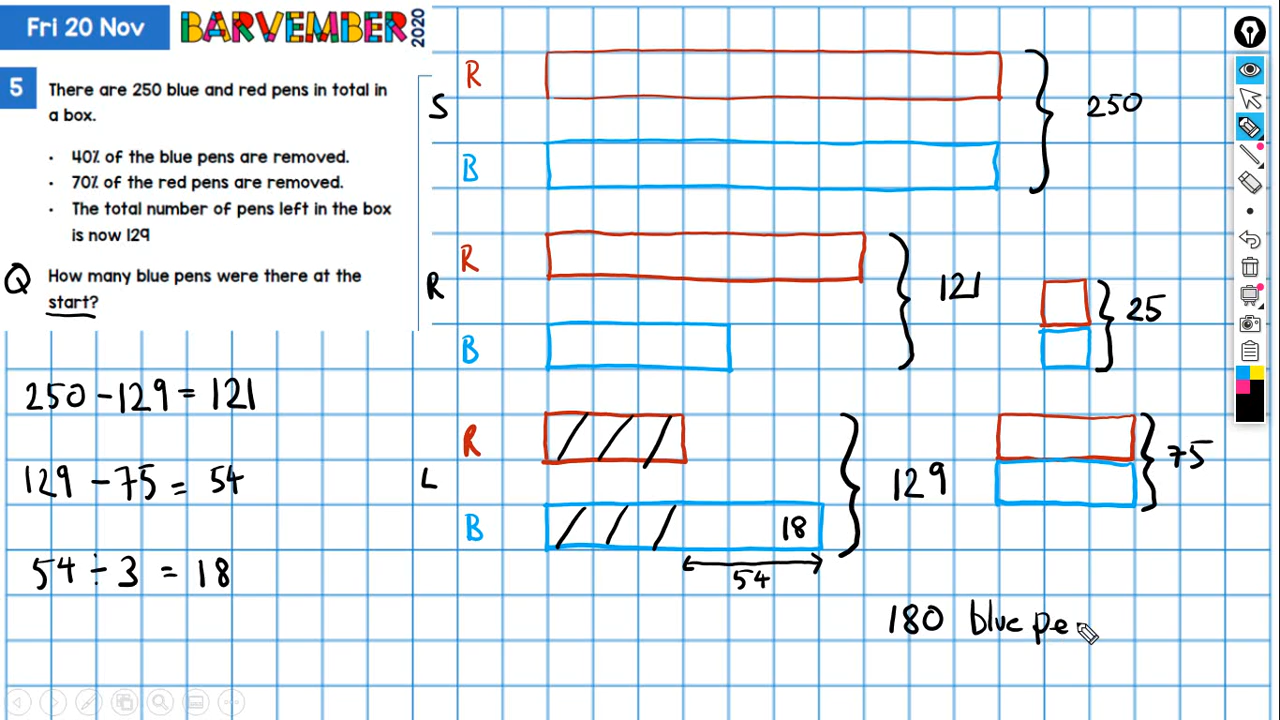 Fri 20 Nov
BARVEMBER 2020
5
There are 250 blue and red pens in total in
a box.
· 40% of the blue pens are removed.
· 70% of the red pens are removed.
· The total number of pens left in the box
is now 129
Q How many blue pens were there at the
start?
250 - 129 = 121
129 - 75 = 54
54 ÷ 3 = 18
S
R
B
250
R
R
B
121
25
L
R
B
18
129
75
54
180 blue pe